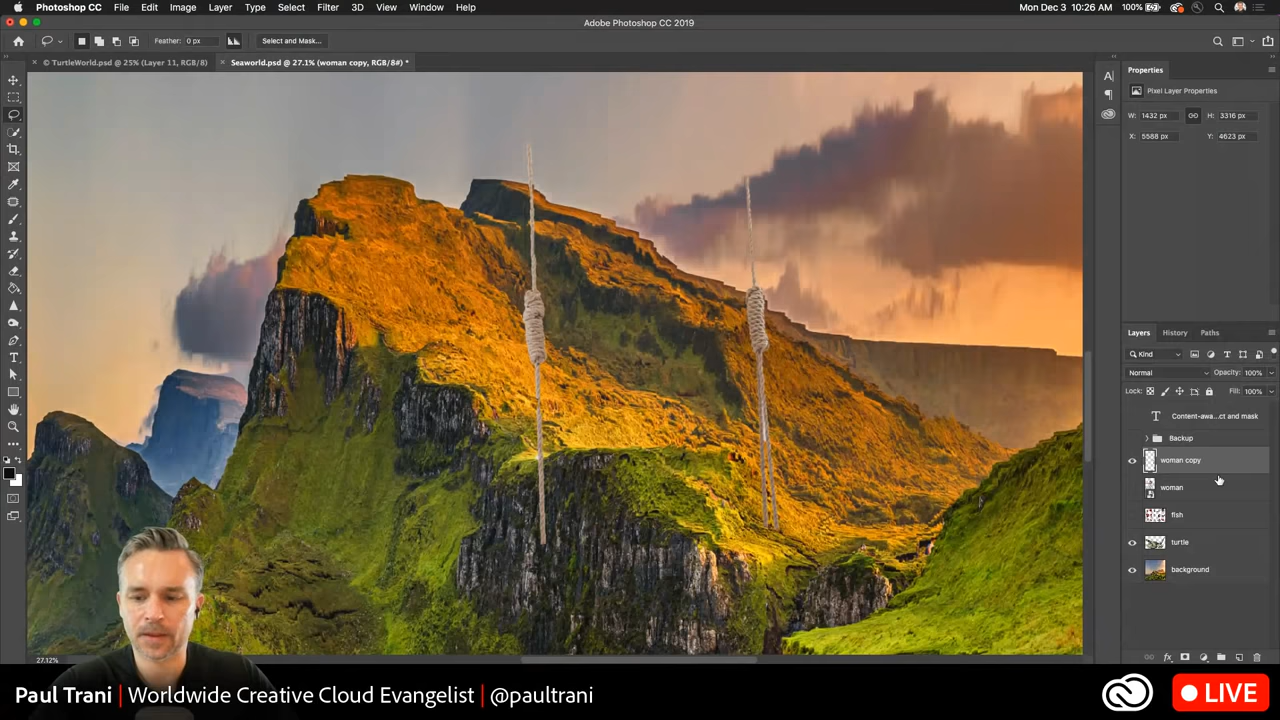 Photoshop CC File Edit Image Layer Type Select Filter 3D View Window Help
Mon Dec 3 10:26 AM 100%
Adobe Photoshop CC 2019
Feather: 0 px Select and Mask...
× © TurtleWorld.psd @ 25% (Layer 11, RGB/8) × Seaworld.psd @ 27.1% (woman copy, RGB/8#) *
Properties
Pixel Layer Properties
W: 1432 px H: 3316 px
X: 5588 px Y: 4623 px
Layers History Paths
Kind
Normal Opacity: 100%
Lock: Fill: 100%
Content-awa...ct and mask
Backup
woman copy
woman
fish
turtle
background
27.12%
Paul Trani | Worldwide Creative Cloud Evangelist | @paultrani
LIVE